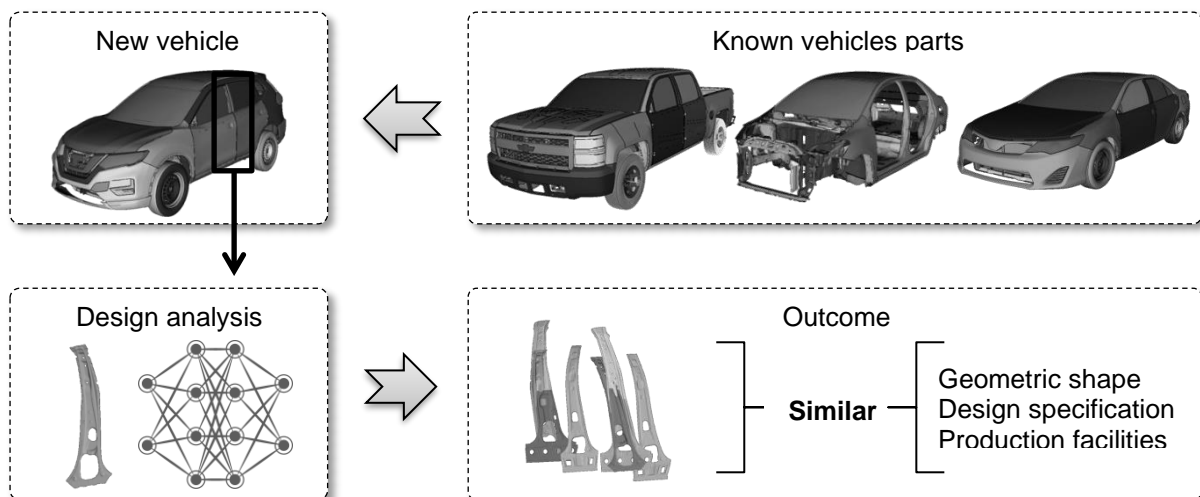 New vehicle
Known vehicles parts
Design analysis
Outcome
Similar
Geometric shape
Design specification
Production facilities